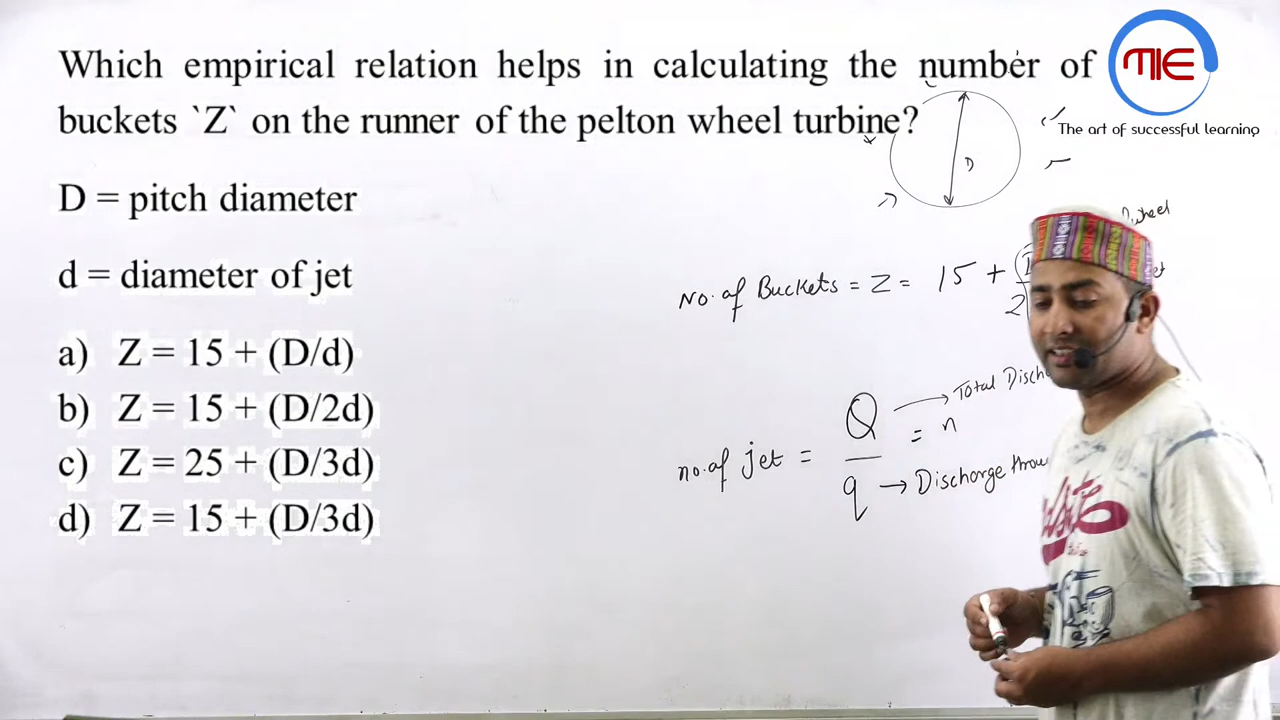 Which empirical relation helps in calculating the number of
buckets `Z` on the runner of the pelton wheel turbine?
MIE
The art of successful learning
D = pitch diameter
d = diameter of jet
a) Z = 15 + (D/d)
b) Z = 15 + (D/2d)
c) Z = 25 + (D/3d)
d) Z = 15 + (D/3d)
D
wheel
No. of Buckets = Z = 15 +
2
no. of jet = Q = n
q
Total
Discharge